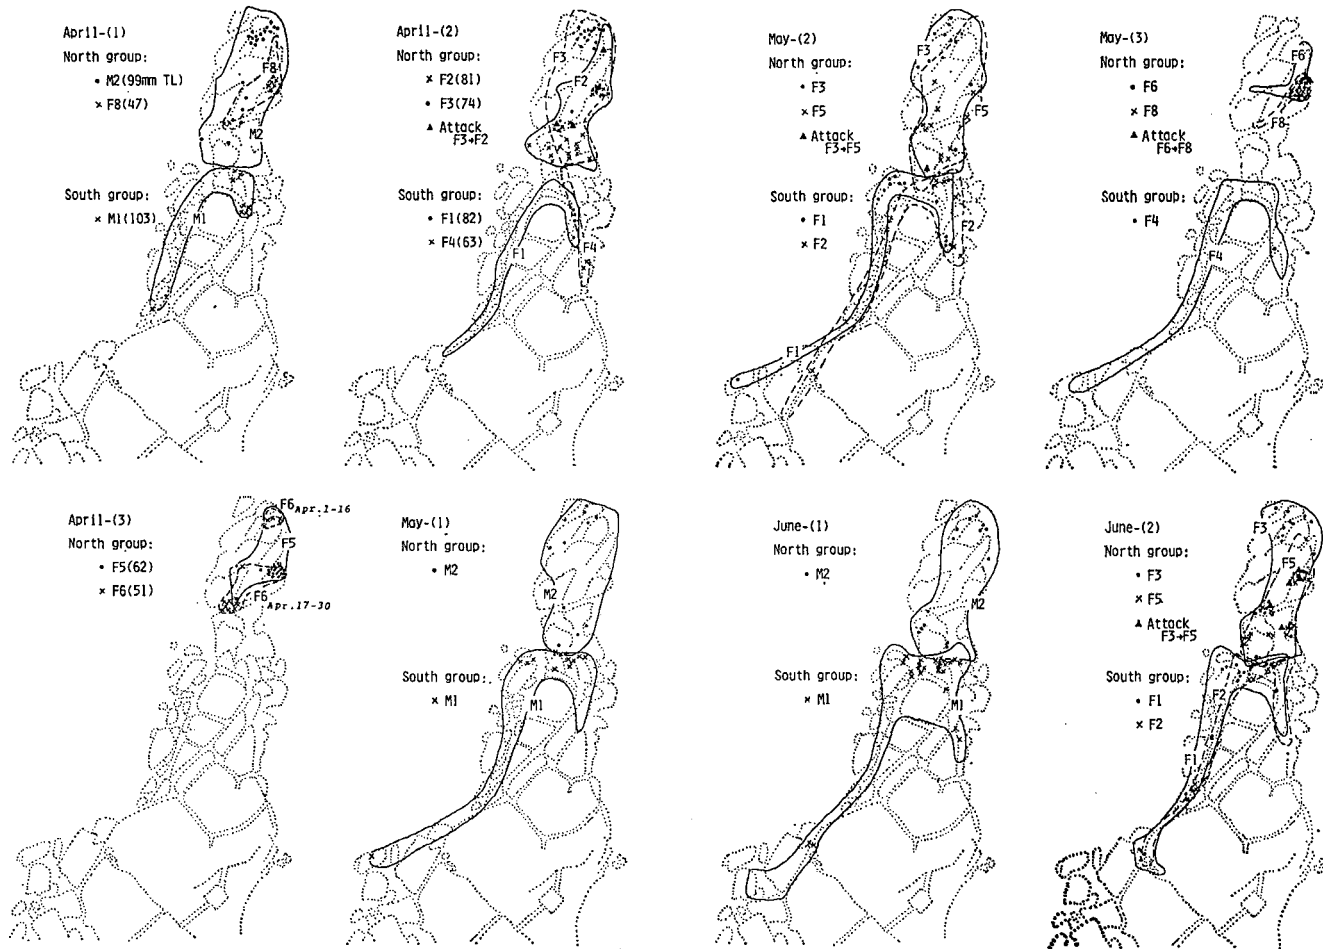 April-(1)
North group:
• M2(99mm TL)
× F8(47)
South group:
× M1(103)
F8
M2
M1
April-(2)
North group:
× F2(81)
• F3(74)
▲ Attack
F3→F2
South group:
• F1(82)
× F4(63)
F3
F2
F1
F4
May-(2)
North group:
• F3
× F5
▲ Attack
F3→F5
South group:
• F1
× F2
F3
F5
F2
F1
May-(3)
North group:
• F6
× F8
▲ Attack
F6→F8
South group:
• F4
F6
F8
F4
April-(3)
North group:
• F5(62)
× F6(51)
F6 Apr.1-16
F5
F6
Apr.17-30
May-(1)
North group:
• M2
South group:
× M1
M2
M1
June-(1)
North group:
• M2
South group:
× M1
M2
M1
June-(2)
North group:
• F3
× F5
▲ Attack
F3→F5
South group:
• F1
× F2
F3
F5
F2
F1